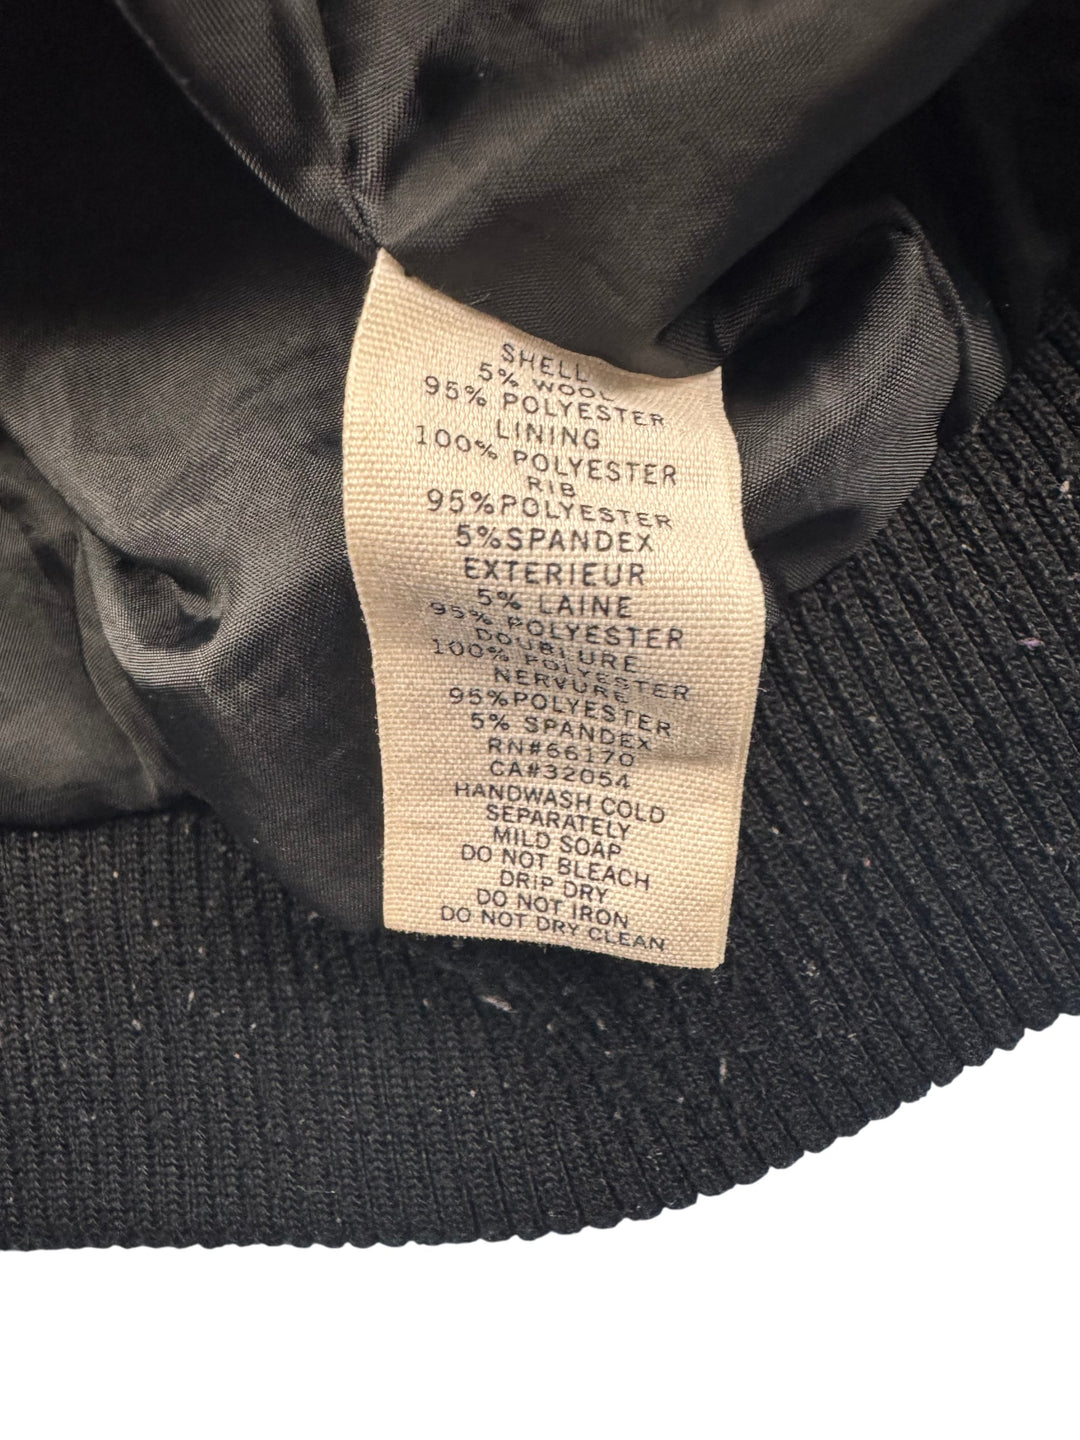 SHELL
5% WOOL
95% POLYESTER
LINING
100% POLYESTER
RIB
95%POLYESTER
5%SPANDEX
EXTERIEUR
5% LAINE
95% POLYESTER
DOUBLURE
100% POLYESTER
NERVURE
95%POLYESTER
5% SPANDEX
RN#66170
CA#32054
HANDWASH COLD
SEPARATELY
MILD SOAP
DO NOT BLEACH
DRIP DRY
DO NOT IRON
DO NOT DRY CLEAN